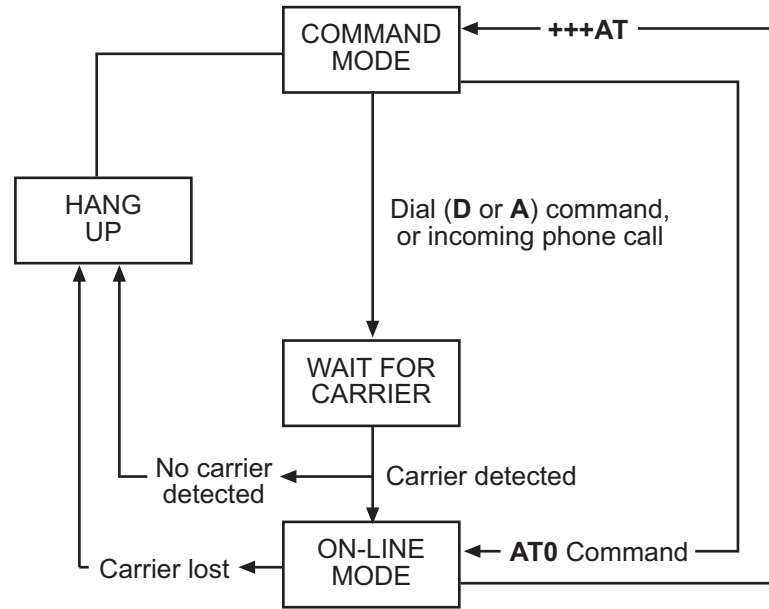 COMMAND
MODE
+++AT
HANG
UP
Dial (D or A) command,
or incoming phone call
WAIT FOR
CARRIER
No carrier
detected
Carrier detected
ON-LINE
MODE
AT0 Command
Carrier lost